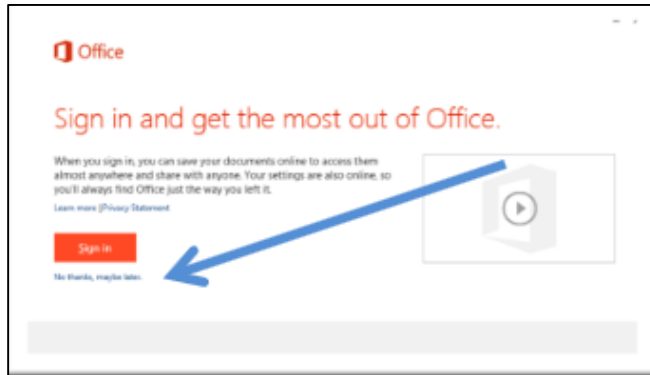 Office
Sign in and get the most out of Office.
When you sign in, you can save your documents online to access them
almost anywhere and share with anyone. Your settings are also online, so
you'll always find Office just the way you left it.
Learn more |Privacy Statement
Sign in
No thanks, maybe later.